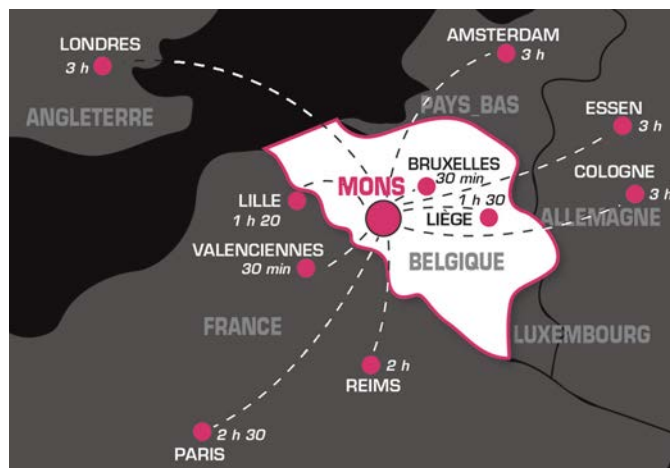 LONDRES
3 h
AMSTERDAM
3 h
ANGLETERRE
PAYS_BAS
ESSEN
3 h
BRUXELLES
30 min
MONS
COLOGNE
3 h
LILLE
1 h 20
1 h 30
LIÈGE
ALLEMAGNE
VALENCIENNES
30 min
BELGIQUE
FRANCE
LUXEMBOURG
2 h
REIMS
2 h 30
PARIS